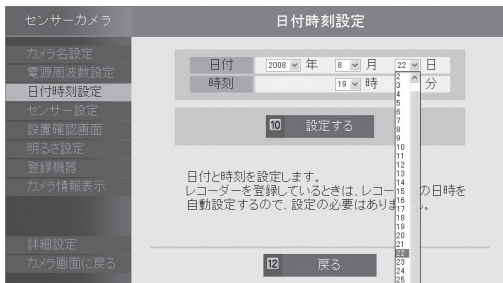 センサーカメラ
日付時刻設定
カメラ名設定
電源周波数設定
日付時刻設定
センサー設定
設置確認画面
明るさ設定
登録機器
カメラ情報表示
詳細設定
カメラ画面に戻る
日付 2008 年 8 月 22 日
時刻 19 時 分
10 設定する
日付と時刻を設定します。
レコーダーを登録しているときは、レコー の日時を
自動設定するので、設定の必要はありま ん。
12 戻る
2
3
4
5
6
7
8
9
10
11
12
13
14
15
16
17
18
19
20
21
22
23
24
25